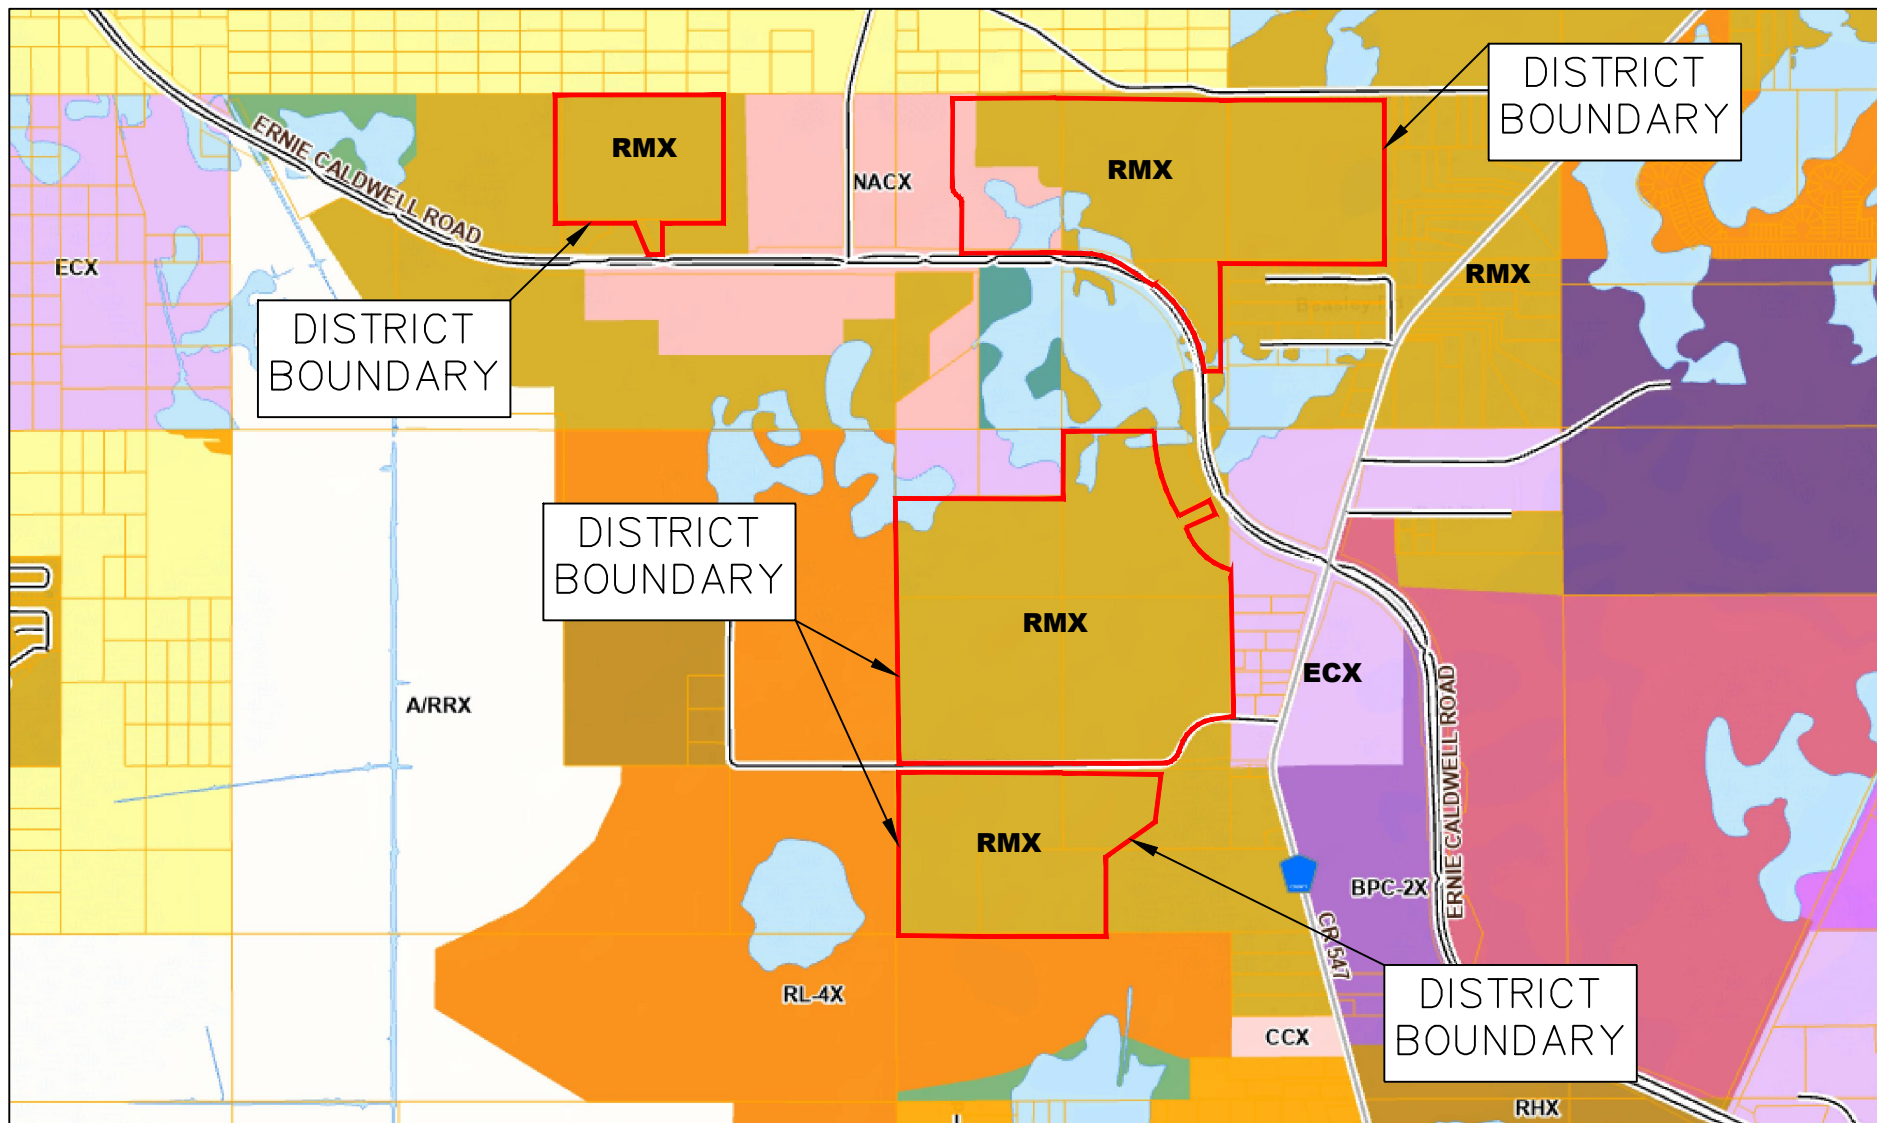 DISTRICT
BOUNDARY
RMX
RMX
NACX
ERNIE CALDWELL ROAD
ECX
RMX
DISTRICT
BOUNDARY
DISTRICT
BOUNDARY
RMX
ECX
A/RRX
ERNIE CALDWELL ROAD
RMX
BPC-2X
CR 547
RL-4X
DISTRICT
BOUNDARY
CCX
RHX